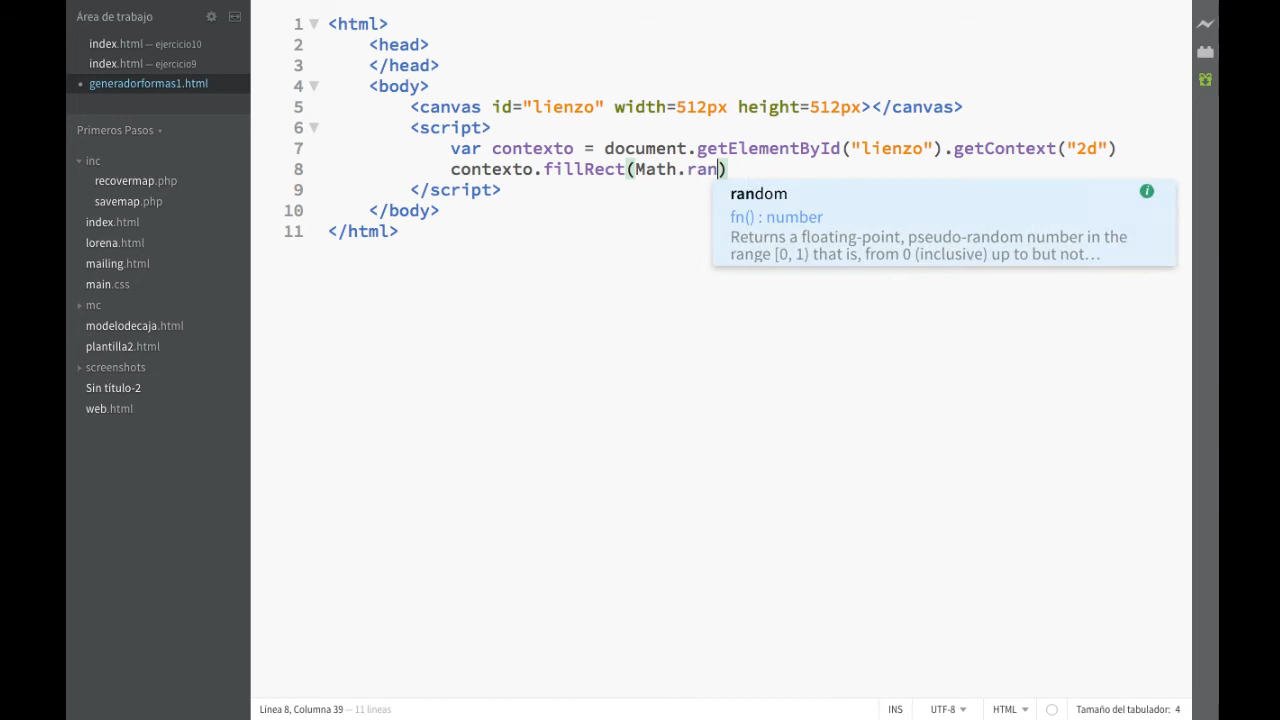 Área de trabajo
index.html — ejercicio10
index.html — ejercicio9
• generadorformas1.html
Primeros Pasos
inc
recovermap.php
savemap.php
index.html
lorena.html
mailing.html
main.css
mc
modelodecaja.html
plantilla2.html
screenshots
Sin título-2
web.html
1 <html>
2 <head>
3 </head>
4 <body>
5 <canvas id="lienzo" width=512px height=512px></canvas>
6 <script>
7 var contexto = document.getElementById("lienzo").getContext("2d")
8 contexto.fillRect(Math.ran)
9 </script>
10 </body>
11 </html>
random
fn() : number
Returns a floating-point, pseudo-random number in the
range [0, 1) that is, from 0 (inclusive) up to but not…
Línea 8, Columna 39 — 11 líneas
INS
UTF-8
HTML
Tamaño del tabulador: 4